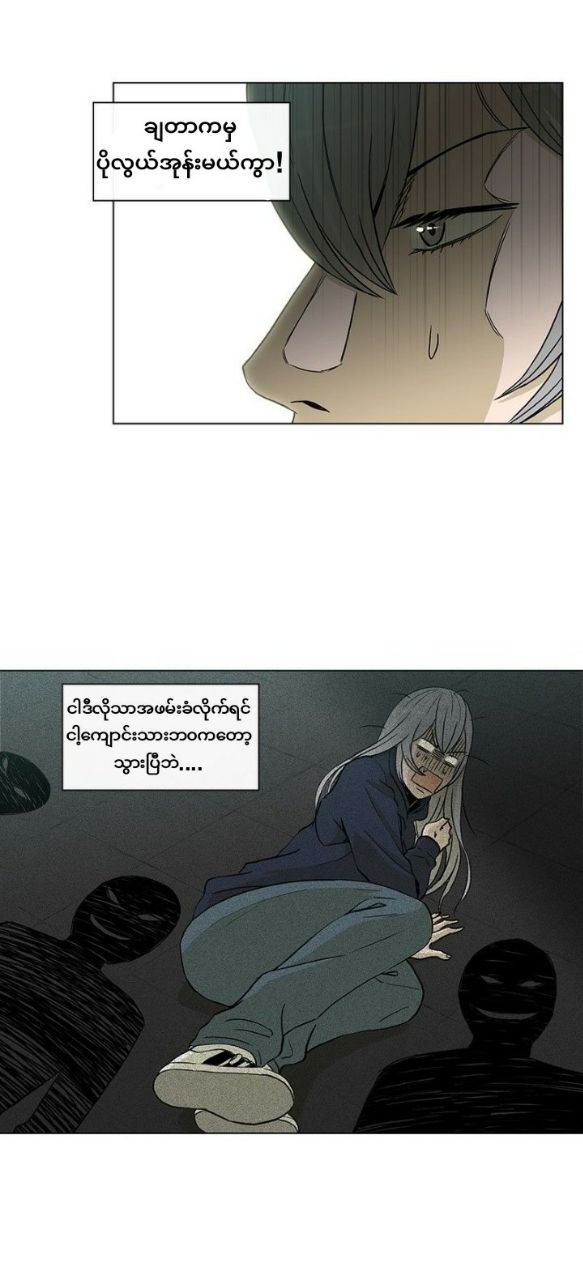 ချတာကမှ
ပိုလွယ်အုန်းမယ်ကွာ!
ငါဒီလိုသာအဖမ်းခံလိုက်ရင်
ငါ့ကျောင်းသားဘဝကတော့
သွားပြီဘဲ....